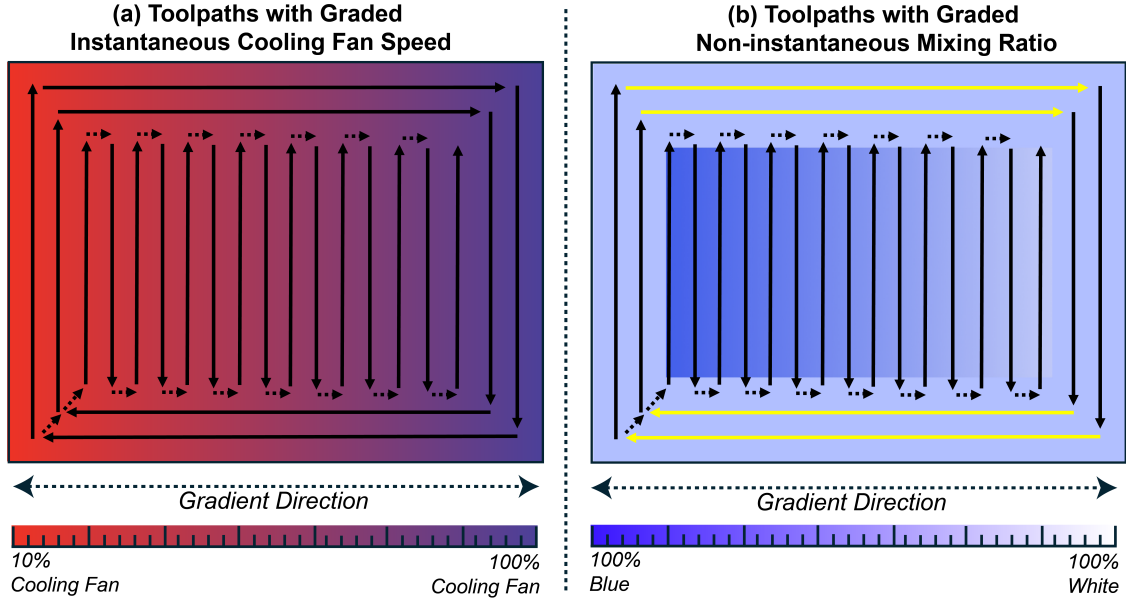 (a) Toolpaths with Graded
Instantaneous Cooling Fan Speed
Gradient Direction
10%
Cooling Fan
100%
Cooling Fan
(b) Toolpaths with Graded
Non-instantaneous Mixing Ratio
Gradient Direction
100%
Blue
100%
White